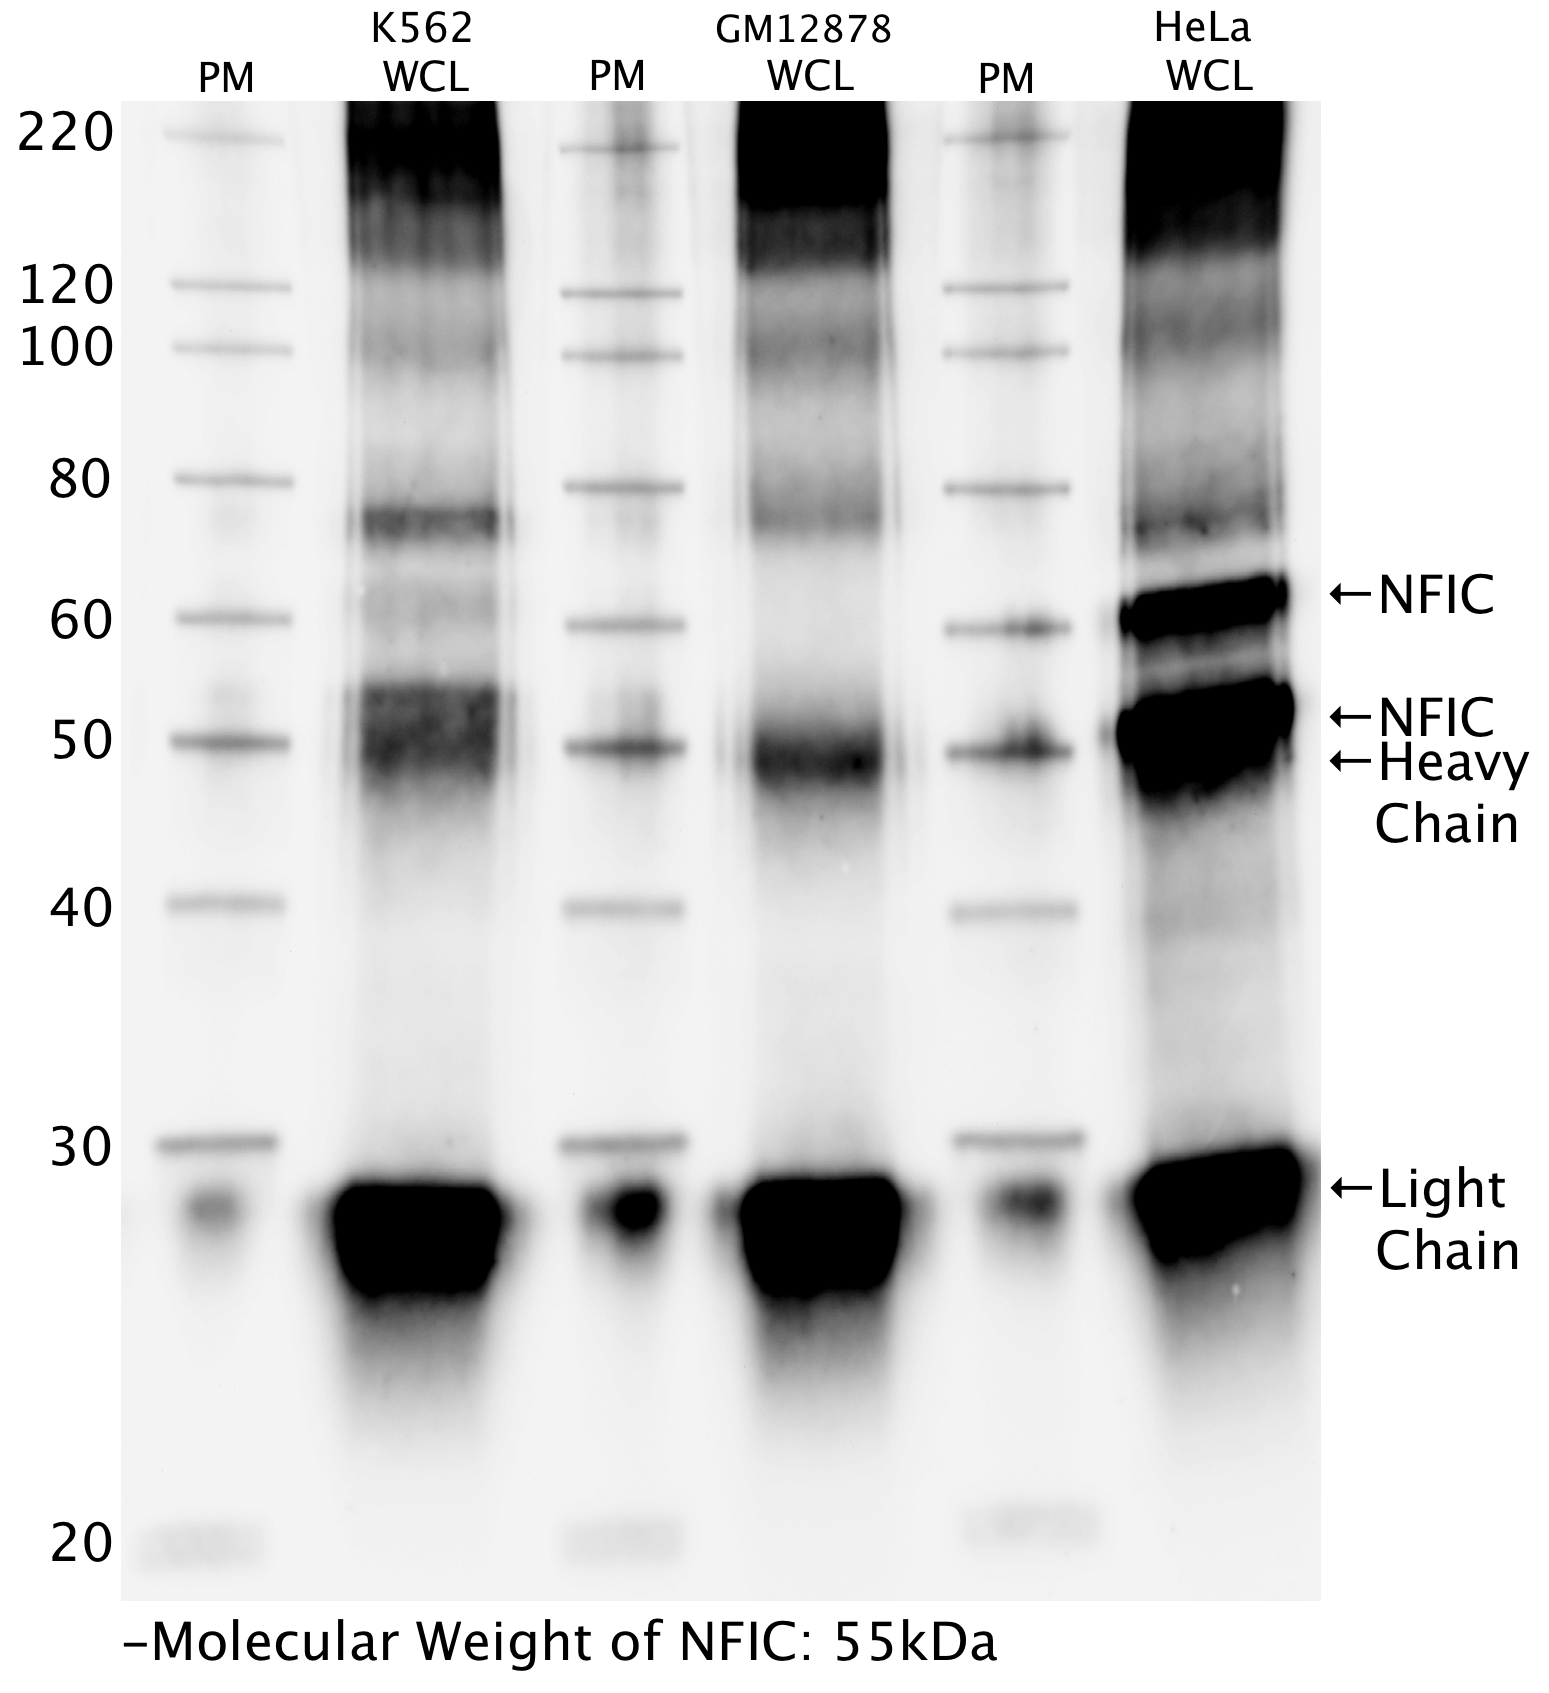 K562 GM12878 HeLa
PM WCL PM WCL PM WCL
220
120
100
80
60
50
40
30
20
←NFIC
←NFIC
←Heavy
Chain
←Light
Chain
–Molecular Weight of NFIC: 55kDa